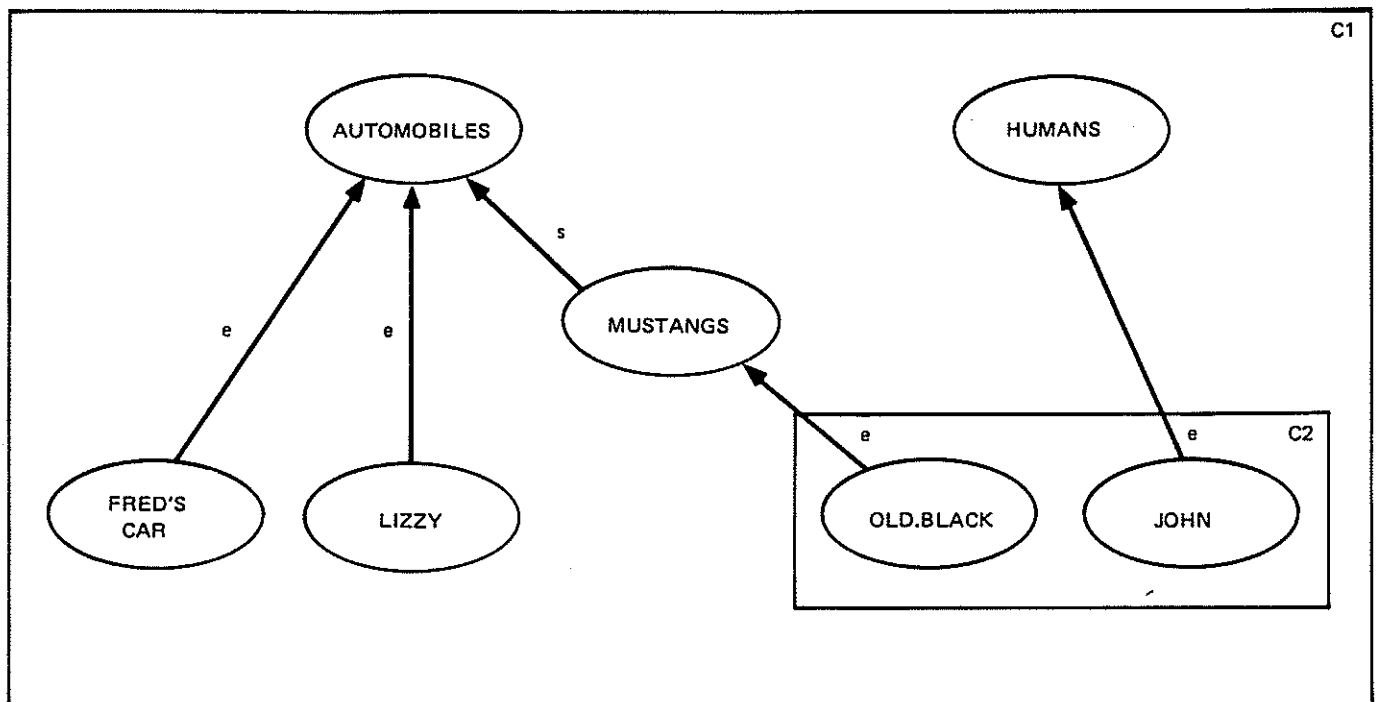 C1
AUTOMOBILES
HUMANS
s
e
e
MUSTANGS
e
e
C2
FRED'S
CAR
LIZZY
OLD.BLACK
JOHN